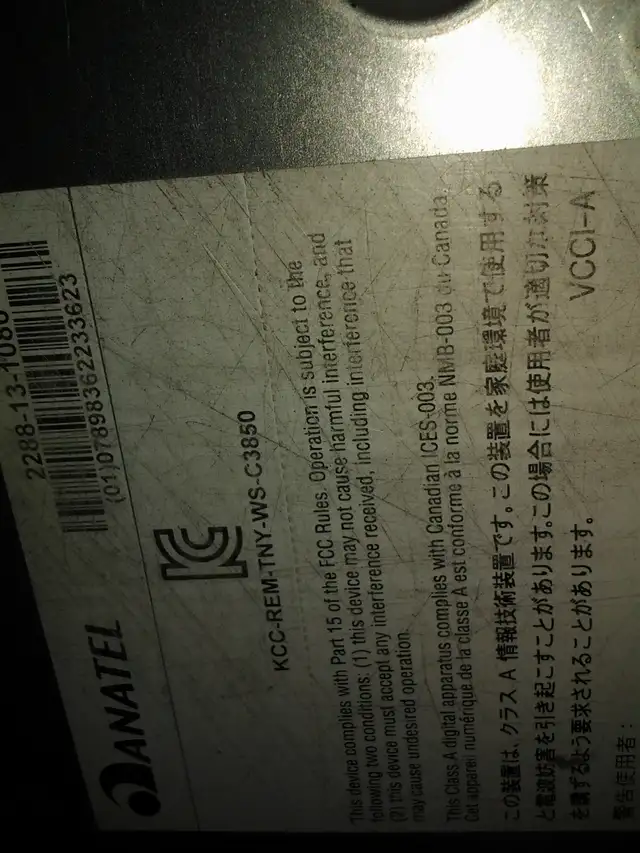 2288-13-1086
(01)07898362233623
ANATEL
KCC-REM-TNY-WS-C3850
This device complies with Part 15 of the FCC Rules. Operation is subject to the
following two conditions: (1) this device may not cause harmful interference, and
(2) this device must accept any interference received, including interference that
may cause undesired operation.
This Class A digital apparatus complies with Canadian ICES-003.
Cet appareil numérique de la classe A est conforme à la norme NMB-003 du Canada.
この装置は、クラス A 情報技術装置です。この装置を家庭環境で使用する
と電波妨害を引き起こすことがあります。この場合には使用者が適切な対策
を講ずるよう要求されることがあります。
VCCI-A
警告使用者：